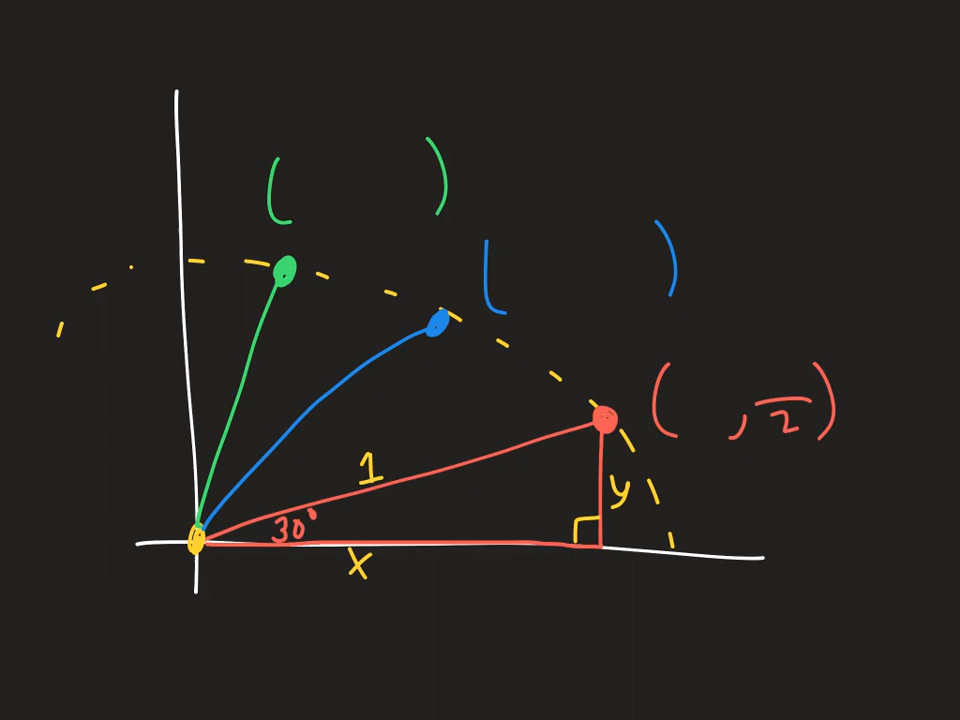 (          )
(          )
(     , ‾2)
1
y
30°
x